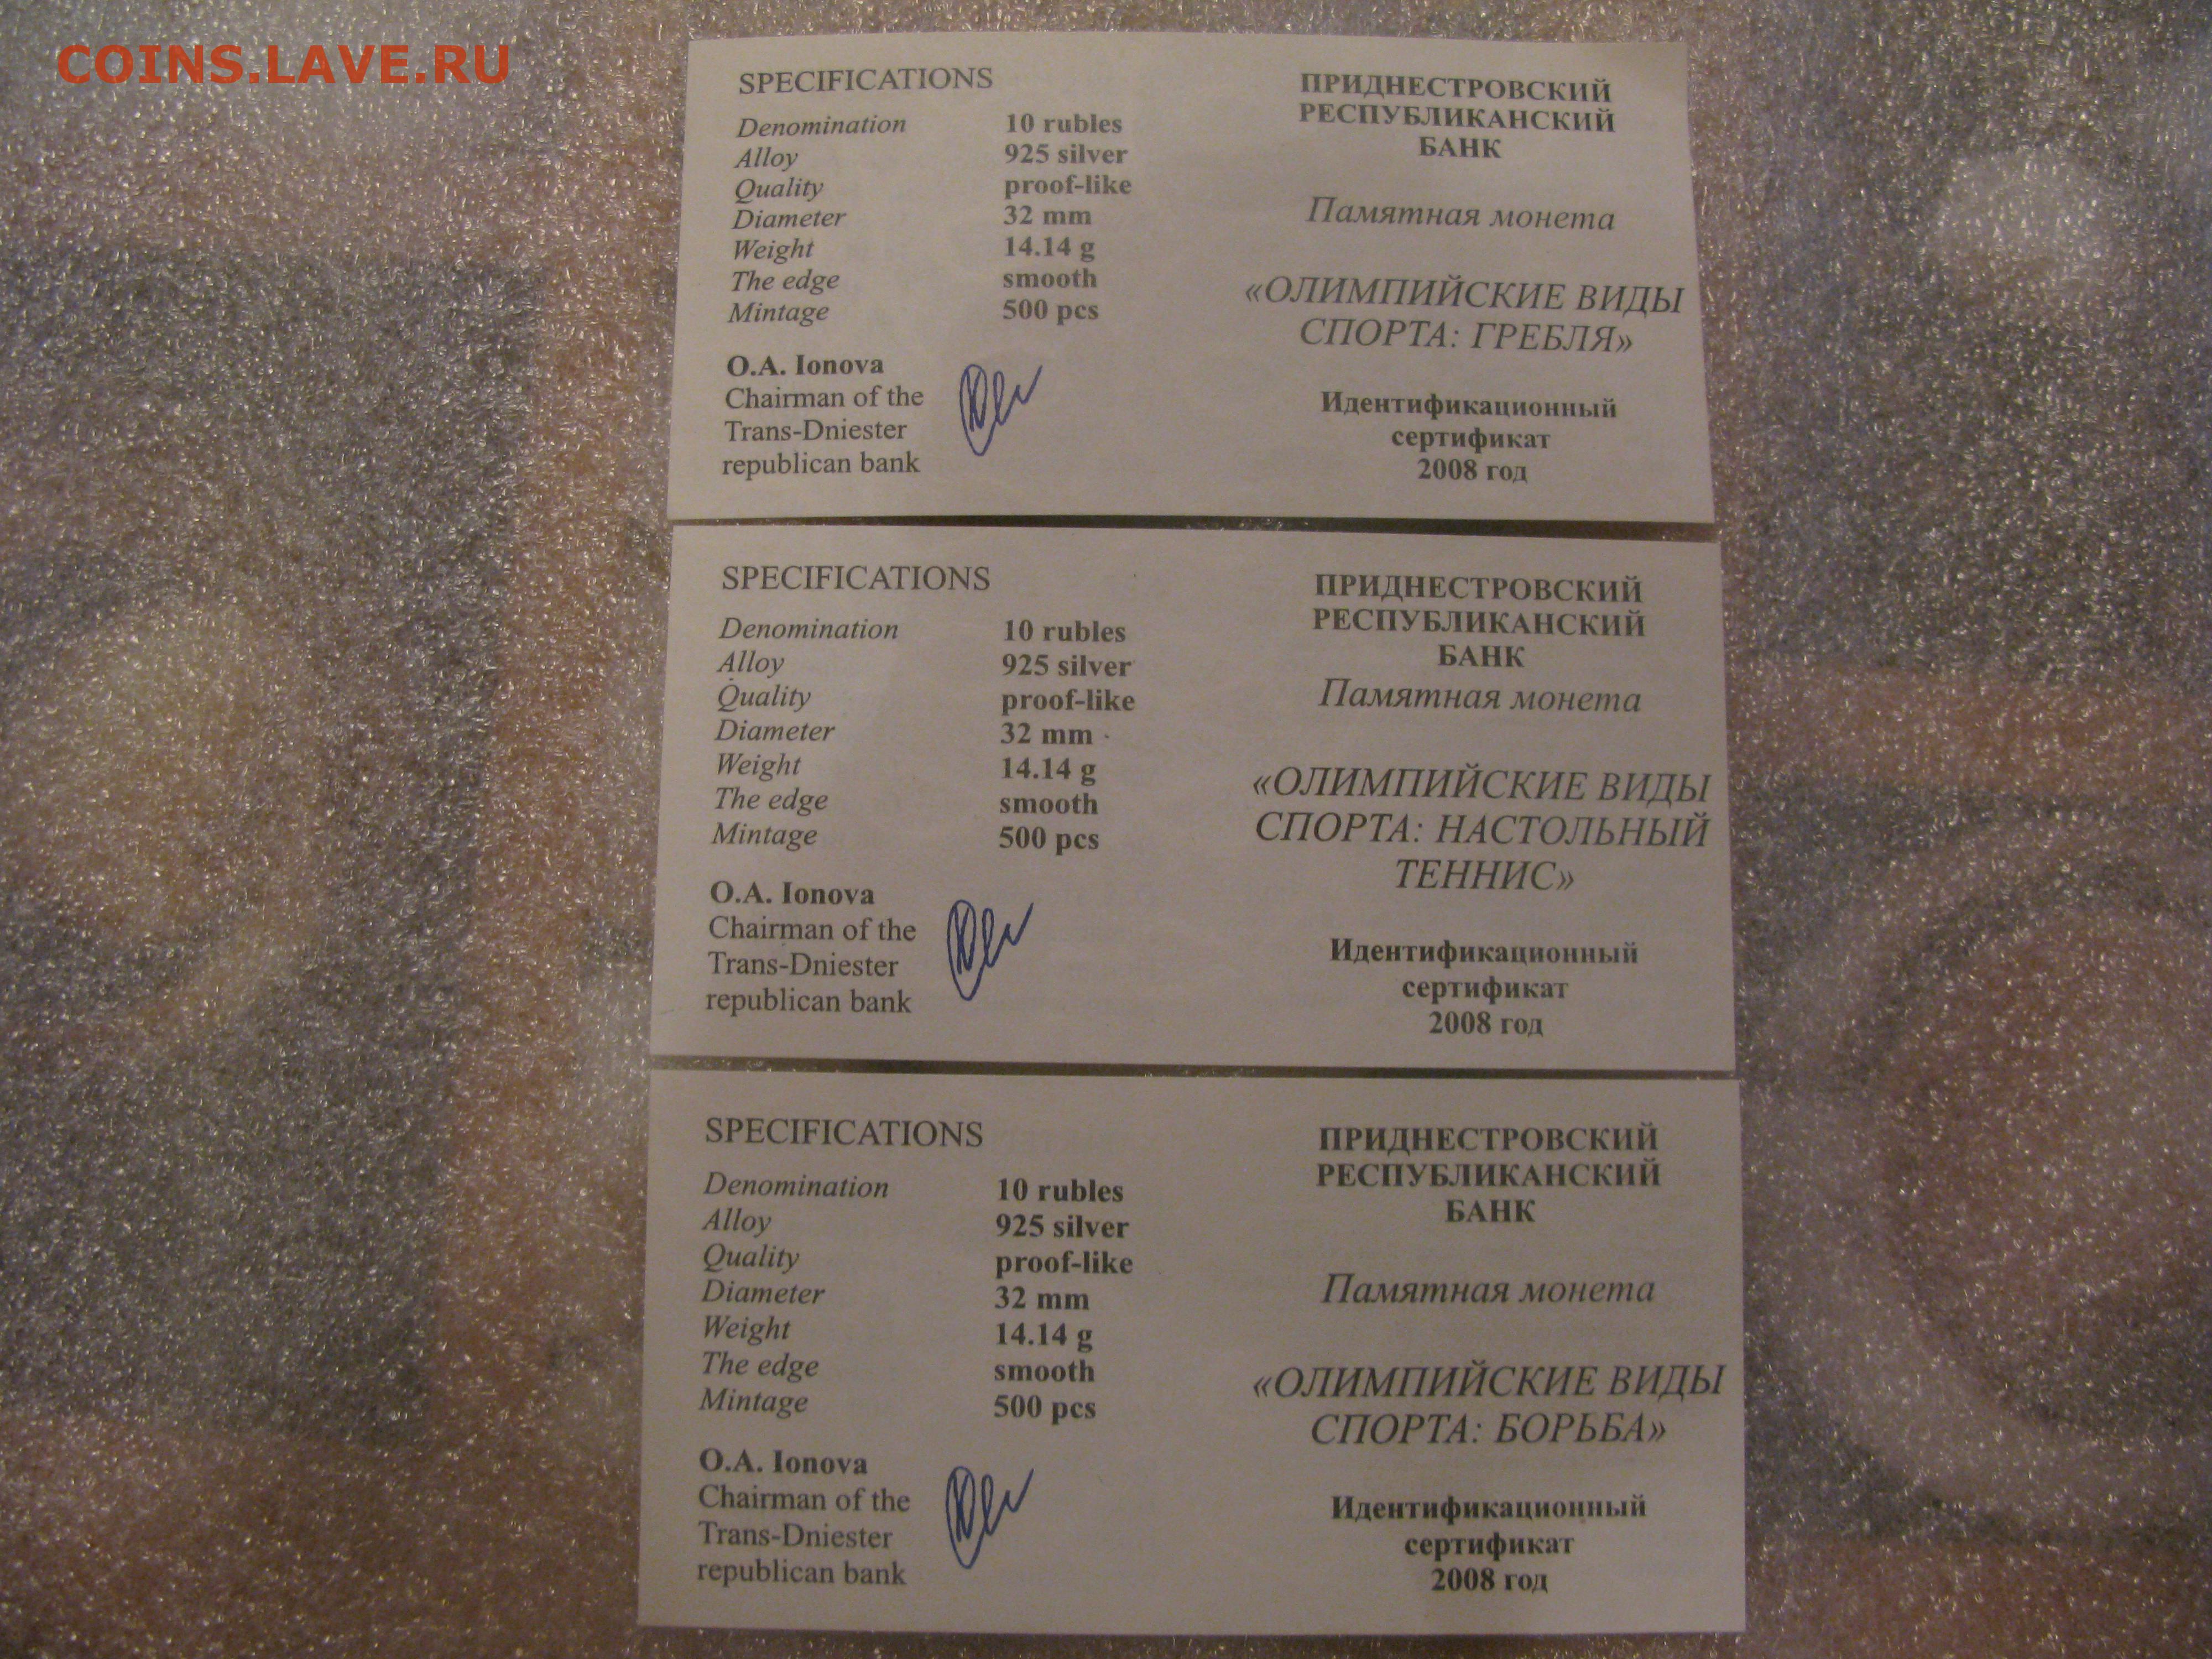 COINS.LAVE.RU
SPECIFICATIONS
Denomination 10 rubles
Alloy 925 silver
Quality proof-like
Diameter 32 mm
Weight 14.14 g
The edge smooth
Mintage 500 pcs
O.A. Ionova
Chairman of the
Trans-Dniester
republican bank
ПРИДНЕСТРОВСКИЙ
РЕСПУБЛИКАНСКИЙ
БАНК
Памятная монета
«ОЛИМПИЙСКИЕ ВИДЫ
СПОРТА: ГРЕБЛЯ»
Идентификационный
сертификат
2008 год
SPECIFICATIONS
Denomination 10 rubles
Alloy 925 silver
Quality proof-like
Diameter 32 mm
Weight 14.14 g
The edge smooth
Mintage 500 pcs
O.A. Ionova
Chairman of the
Trans-Dniester
republican bank
ПРИДНЕСТРОВСКИЙ
РЕСПУБЛИКАНСКИЙ
БАНК
Памятная монета
«ОЛИМПИЙСКИЕ ВИДЫ
СПОРТА: НАСТОЛЬНЫЙ
ТЕННИС»
Идентификационный
сертификат
2008 год
SPECIFICATIONS
Denomination 10 rubles
Alloy 925 silver
Quality proof-like
Diameter 32 mm
Weight 14.14 g
The edge smooth
Mintage 500 pcs
O.A. Ionova
Chairman of the
Trans-Dniester
republican bank
ПРИДНЕСТРОВСКИЙ
РЕСПУБЛИКАНСКИЙ
БАНК
Памятная монета
«ОЛИМПИЙСКИЕ ВИДЫ
СПОРТА: БОРЬБА»
Идентификационный
сертификат
2008 год